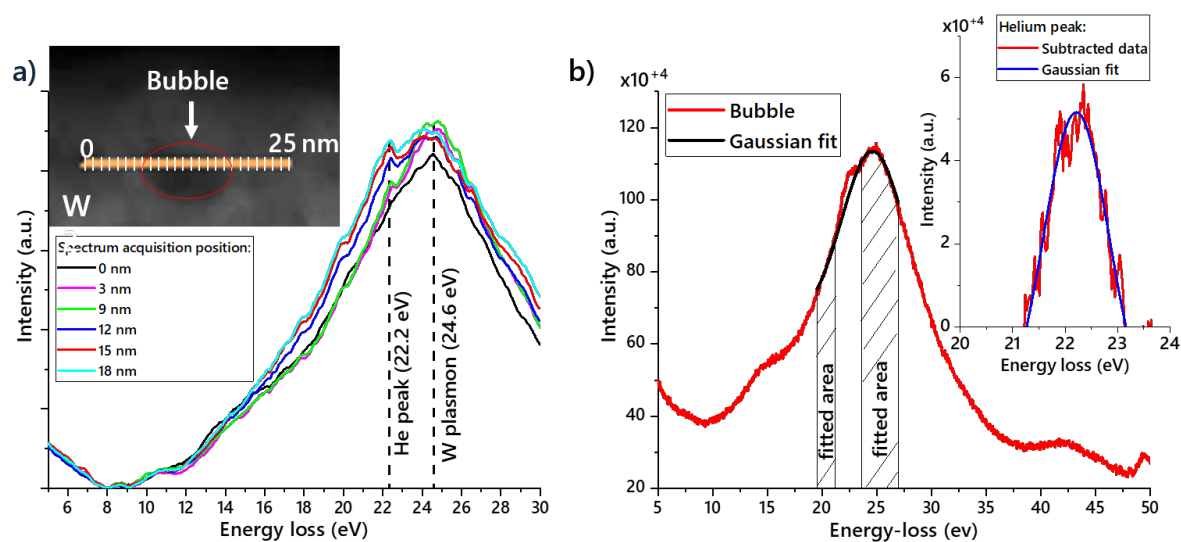 a)
Bubble
0
25 nm
W
Spectrum acquisition position:
0 nm
3 nm
9 nm
12 nm
15 nm
18 nm
Intensity (a.u.)
He peak (22.2 eV)
W plasmon (24.6 eV)
6 8 10 12 14 16 18 20 22 24 26 28 30
Energy loss (eV)
b)
x10+4
Bubble
Gaussian fit
120
100
80
60
40
20
Intensity (a.u.)
fitted area
fitted area
5 10 15 20 25 30 35 40 45 50
Energy-loss (ev)
x10+4
Helium peak:
Subtracted data
Gaussian fit
6
4
2
0
Intensity (a.u.)
20 21 22 23 24
Energy loss (eV)